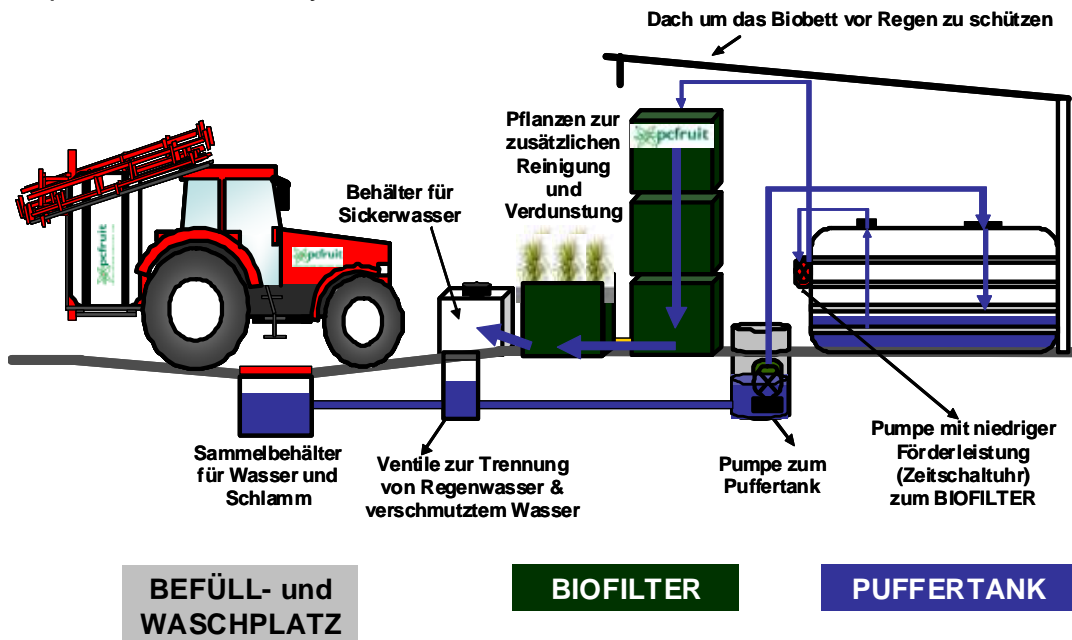 Dach um das Biobett vor Regen zu schützen
Pflanzen zur
zusätzlichen
Reinigung
und
Verdunstung
pcfruit
Behälter für
Sickerwasser
pcfruit
pcfruit
Sammelbehälter
für Wasser und
Schlamm
Ventile zur Trennung
von Regenwasser &
verschmutztem Wasser
Pumpe zum
Puffertank
Pumpe mit niedriger
Förderleistung
(Zeitschaltuhr)
zum BIOFILTER
BEFÜLL- und
WASCHPLATZ
BIOFILTER
PUFFERTANK